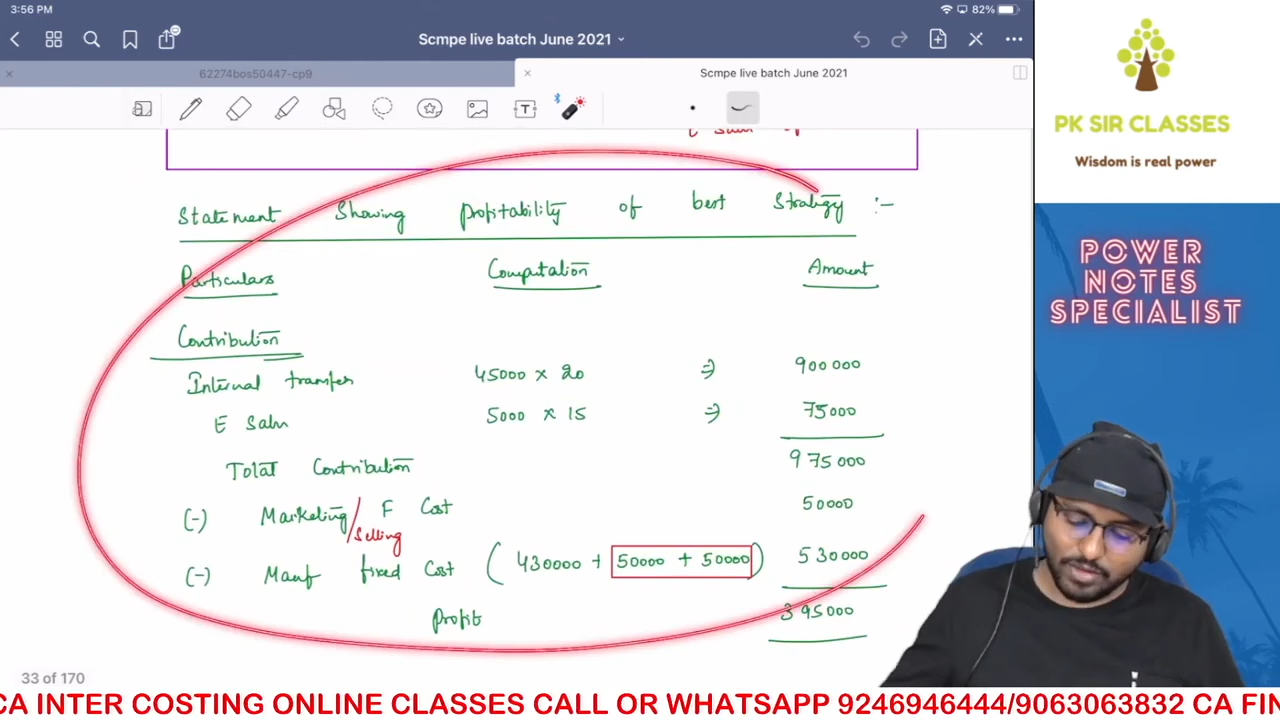 3:56 PM
82%
Scmpe live batch June 2021
62274bos50447-cp9
Scmpe live batch June 2021
Statement Showing profitability of best Strategy :-
Particulars Computation Amount
Contribution
Internal transfer 45000 × 20 ⇒ 900000
E Saln 5000 × 15 ⇒ 75000
Total Contribution 975000
(-) Marketing/Selling F Cost 50000
(-) Manf fixed Cost (430000 + 50000 + 50000) 530000
Profit 395000
33 of 170
PK SIR CLASSES
Wisdom is real power
POWER
NOTES
SPECIALIST
CA INTER COSTING ONLINE CLASSES CALL OR WHATSAPP 9246946444/9063063832 CA FIN